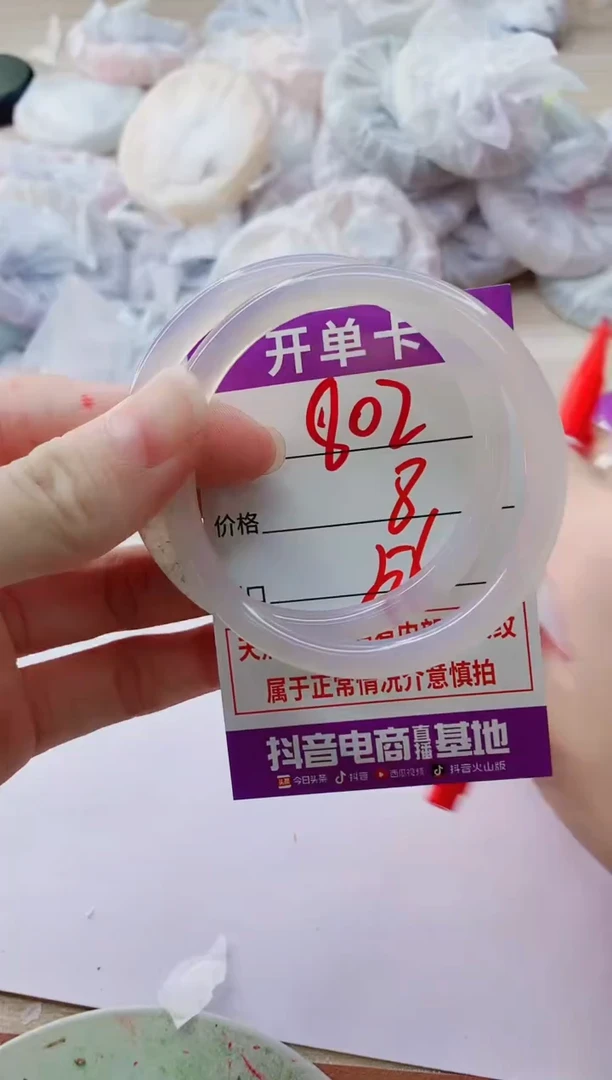 开单卡
802
价格 8
属于正常情况介意慎拍
抖音电商直播基地
今日头条 抖音 西瓜视频 抖音火山版